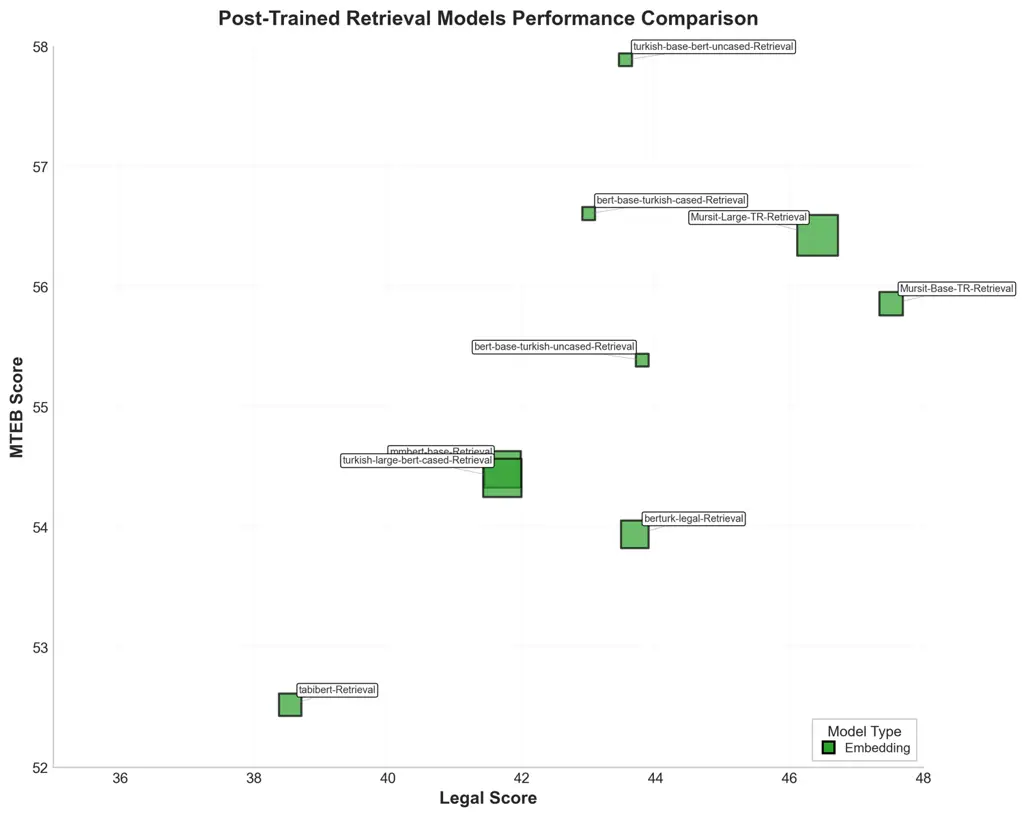 Post-Trained Retrieval Models Performance Comparison
58
turkish-base-bert-uncased-Retrieval
57
bert-base-turkish-cased-Retrieval
Mursit-Large-TR-Retrieval
56
Mursit-Base-TR-Retrieval
bert-base-turkish-uncased-Retrieval
MTEB Score
55
mmbert-base-Retrieval
turkish-large-bert-cased-Retrieval
54
berturk-legal-Retrieval
53
tabibert-Retrieval
Model Type
Embedding
52
36 38 40 42 44 46 48
Legal Score